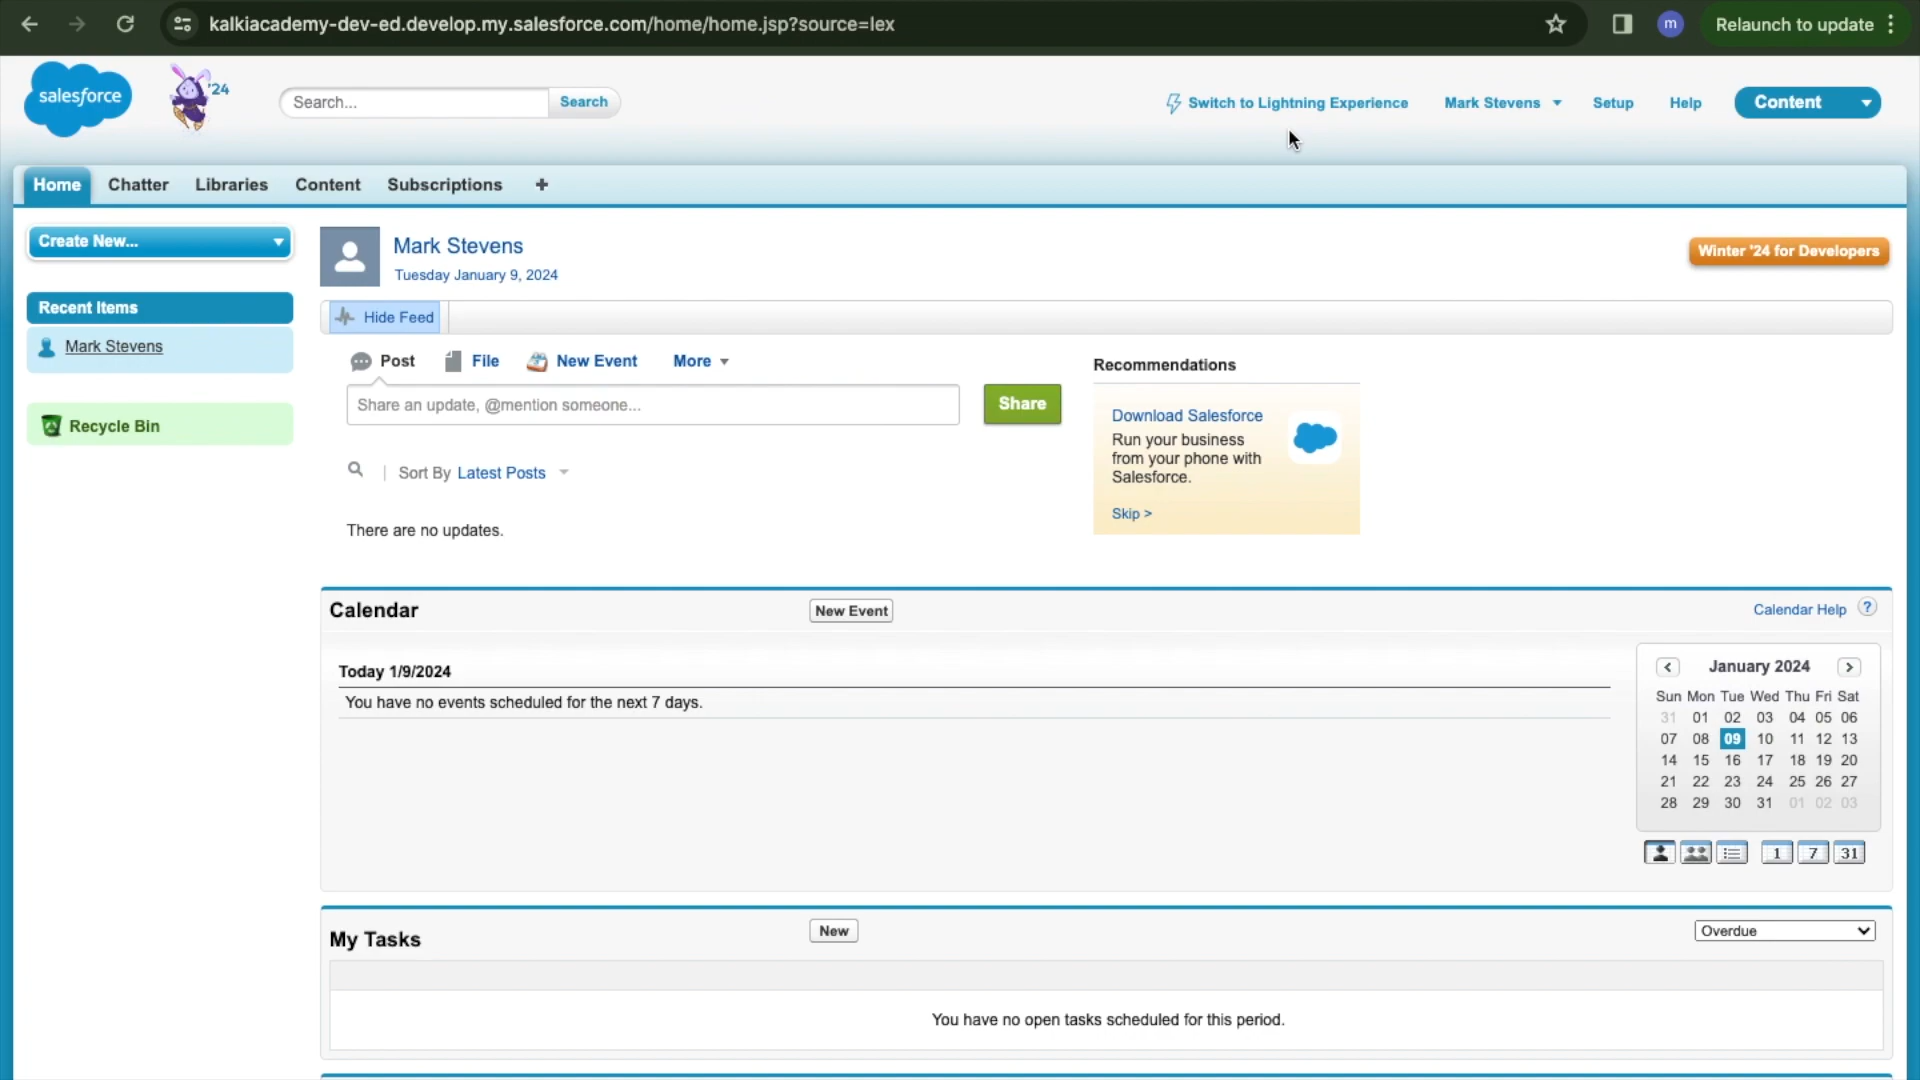 kalkiacademy-dev-ed.develop.my.salesforce.com/home/home.jsp?source=lex
m
Relaunch to update
salesforce
'24
Search...
Search
Switch to Lightning Experience
Mark Stevens
Setup
Help
Content
Home
Chatter
Libraries
Content
Subscriptions
+
Create New...
Recent Items
Mark Stevens
Recycle Bin
Mark Stevens
Tuesday January 9, 2024
Winter '24 for Developers
Hide Feed
Post
File
New Event
More
Share an update, @mention someone...
Share
Sort By Latest Posts
There are no updates.
Recommendations
Download Salesforce
Run your business
from your phone with
Salesforce.
Skip >
Calendar
New Event
Calendar Help ?
Today 1/9/2024
You have no events scheduled for the next 7 days.
< January 2024 >
Sun Mon Tue Wed Thu Fri Sat
31 01 02 03 04 05 06
07 08 09 10 11 12 13
14 15 16 17 18 19 20
21 22 23 24 25 26 27
28 29 30 31 01 02 03
1 7 31
My Tasks
New
Overdue
You have no open tasks scheduled for this period.